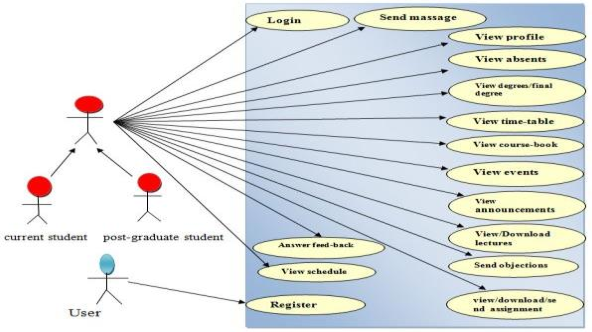 Login
Send massage
View profile
View absents
View degrees/final
degree
View time-table
View course-book
View events
View
announcements
View/Download
lectures
Send objections
view/download/se
nd assignment
Answer feed-back
View schedule
Register
current student
post-graduate student
User